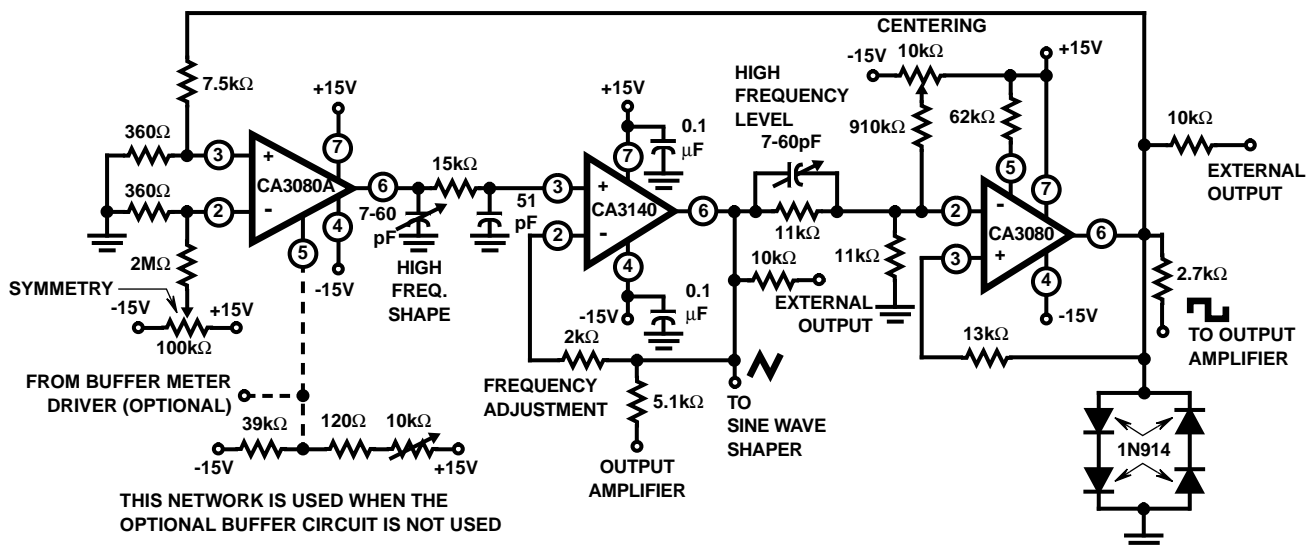 CENTERING
-15V
10kΩ
+15V
7.5kΩ
+15V
HIGH
FREQUENCY
LEVEL
7-60pF
910kΩ
62kΩ
10kΩ
EXTERNAL
OUTPUT
360Ω
3
+
7
CA3080A
6
15kΩ
360Ω
2
-
4
5
-15V
7-60
pF
HIGH
FREQ.
SHAPE
51
pF
+15V
0.1
μF
7
3
+
CA3140
6
2
-
4
-15V
0.1
μF
11kΩ
10kΩ
EXTERNAL
OUTPUT
11kΩ
5
7
2
-
CA3080
6
3
+
4
-15V
13kΩ
2.7kΩ
TO OUTPUT
AMPLIFIER
2MΩ
SYMMETRY
-15V
+15V
100kΩ
FROM BUFFER METER
DRIVER (OPTIONAL)
39kΩ
120Ω
10kΩ
-15V
+15V
THIS NETWORK IS USED WHEN THE
OPTIONAL BUFFER CIRCUIT IS NOT USED
2kΩ
FREQUENCY
ADJUSTMENT
5.1kΩ
OUTPUT
AMPLIFIER
TO
SINE WAVE
SHAPER
1N914